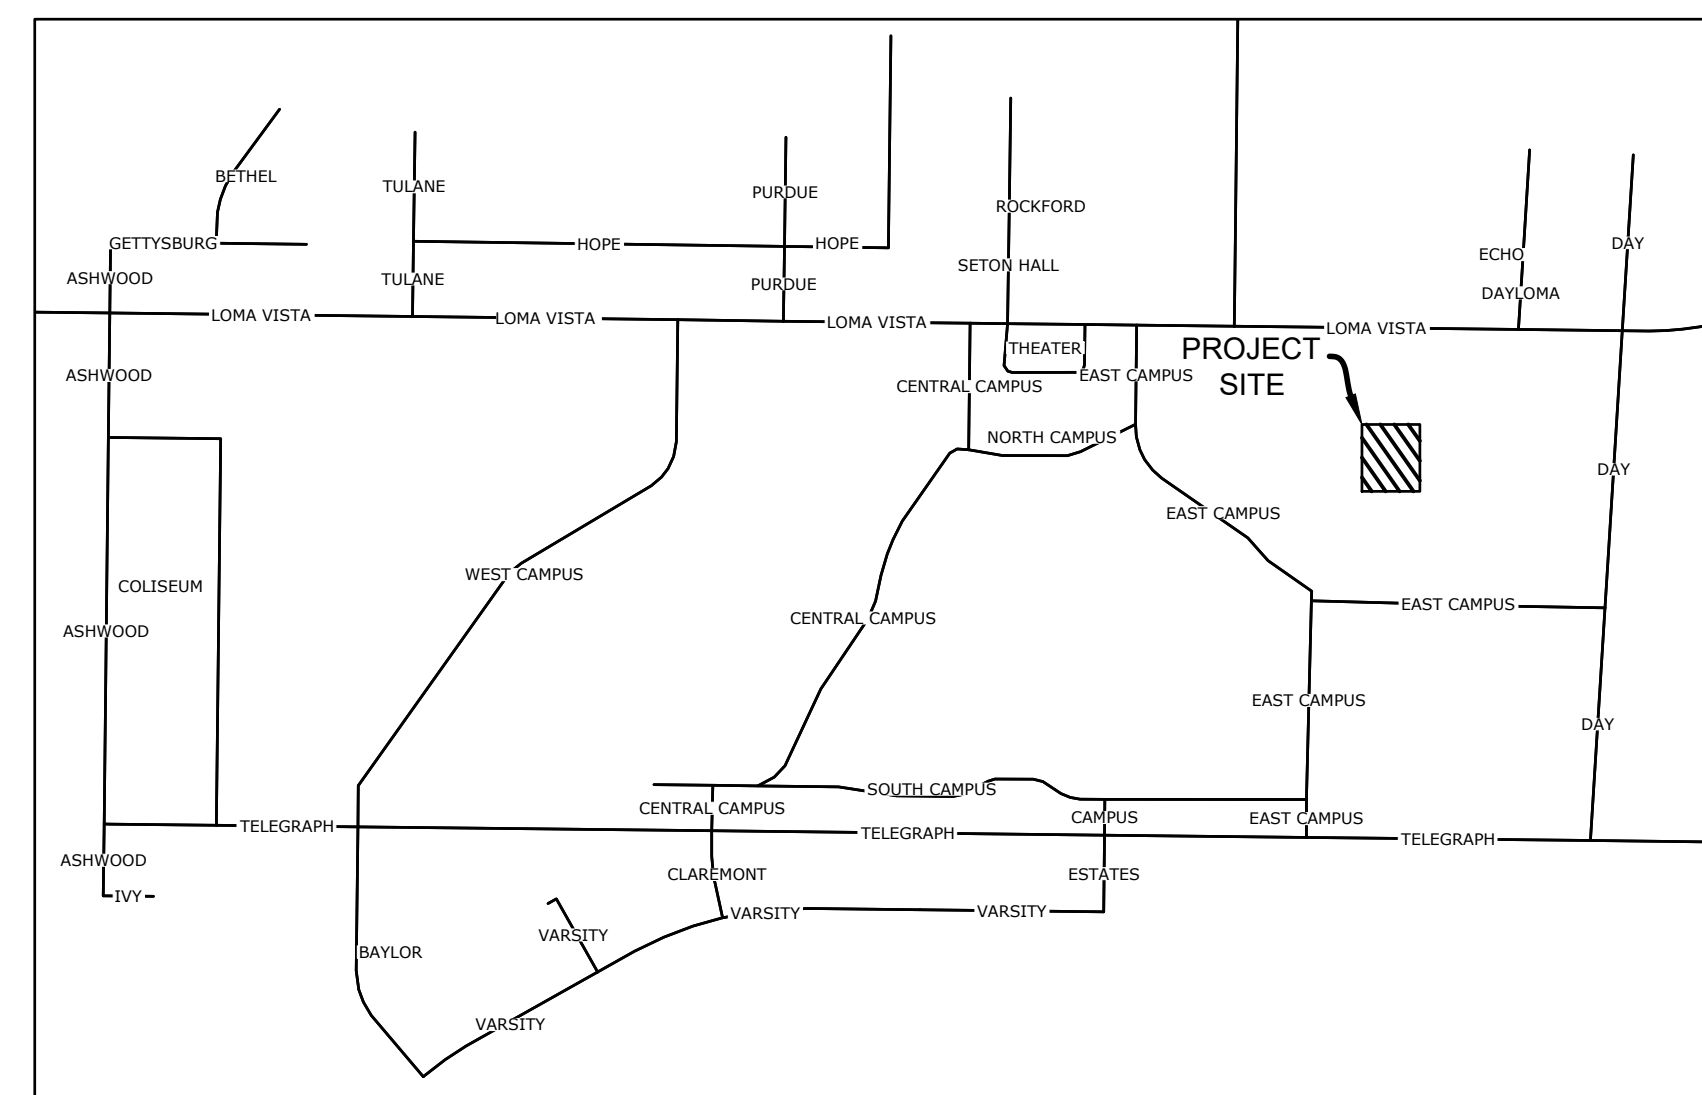 BETHEL
TULANE
PURDUE
ROCKFORD
GETTYSBURG
HOPE
HOPE
DAY
ECHO
SETON HALL
ASHWOOD
TULANE
PURDUE
DAYLOMA
LOMA VISTA
LOMA VISTA
LOMA VISTA
LOMA VISTA
THEATER
PROJECT
SITE
ASHWOOD
EAST CAMPUS
CENTRAL CAMPUS
NORTH CAMPUS
DAY
EAST CAMPUS
WEST CAMPUS
COLISEUM
EAST CAMPUS
CENTRAL CAMPUS
ASHWOOD
EAST CAMPUS
DAY
SOUTH CAMPUS
CENTRAL CAMPUS
CAMPUS
EAST CAMPUS
TELEGRAPH
TELEGRAPH
TELEGRAPH
ASHWOOD
CLAREMONT
ESTATES
IVY
VARSITY
VARSITY
VARSITY
BAYLOR
VARSITY